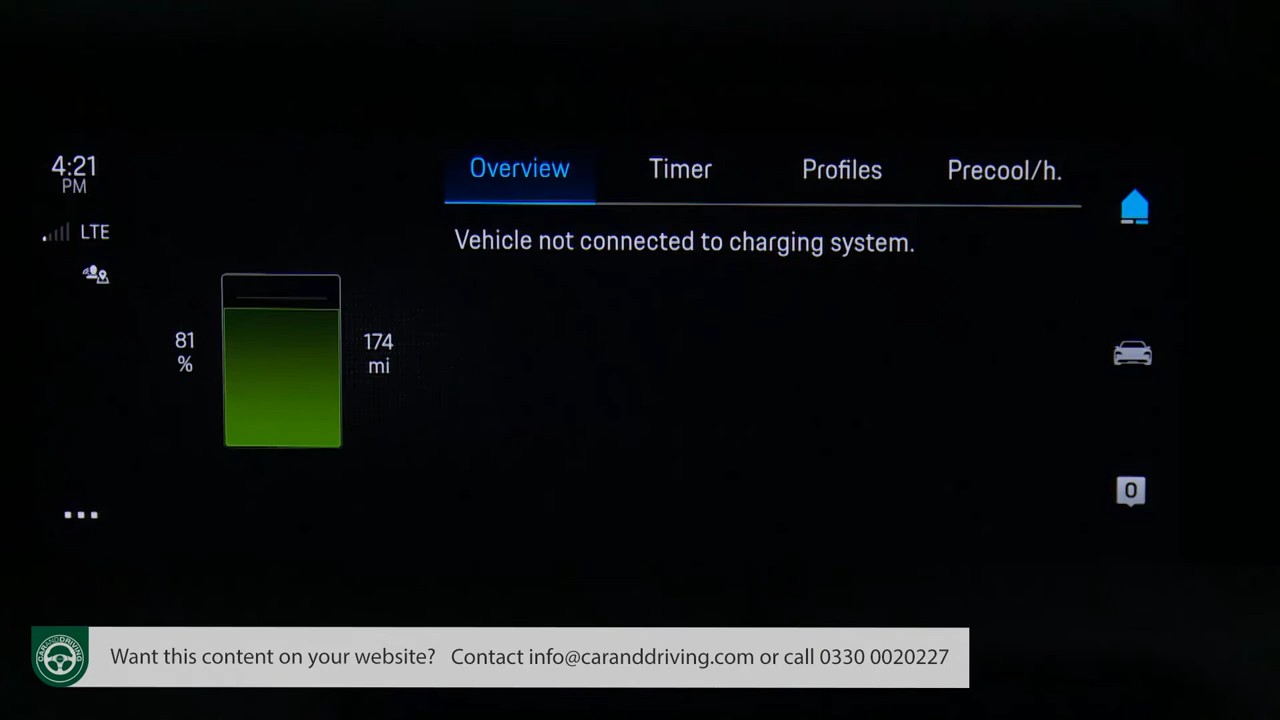 4:21
PM
LTE
Overview
Timer
Profiles
Precool/h.
Vehicle not connected to charging system.
81
%
174
mi
0
CARANDDRIVING
Want this content on your website? Contact info@caranddriving.com or call 0330 0020227